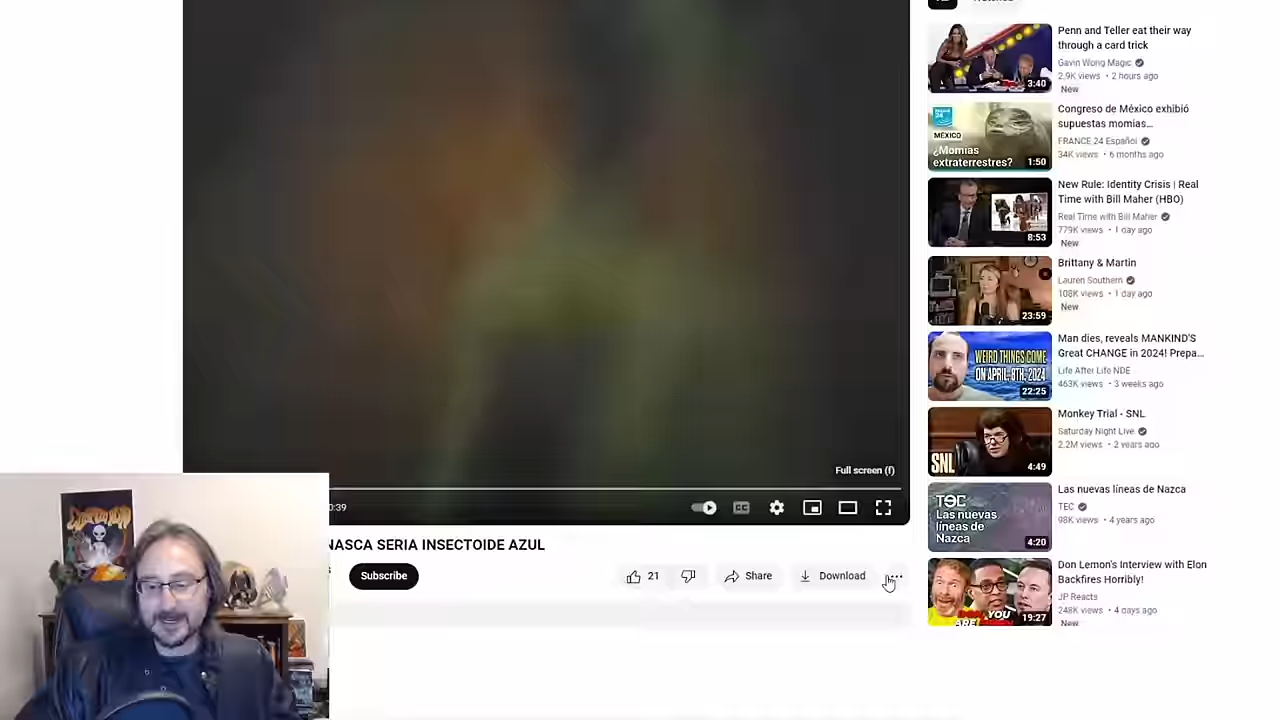 Full screen (f)
0:39
NASCA SERIA INSECTOIDE AZUL
Subscribe
21
Share
Download
Penn and Teller eat their way
through a card trick
Gavin Wong Magic
2.9K views • 2 hours ago
New
3:40
Congreso de México exhibió
supuestas momias…
FRANCE 24 Español
34K views • 6 months ago
FRANCE
24
MÉXICO
¿Momias
extraterrestres?
1:50
New Rule: Identity Crisis | Real
Time with Bill Maher (HBO)
Real Time with Bill Maher
779K views • 1 day ago
New
8:53
Brittany & Martin
Lauren Southern
108K views • 1 day ago
New
23:59
Man dies, reveals MANKIND'S
Great CHANGE in 2024! Prepa…
Life After Life NDE
463K views • 3 weeks ago
WEIRD THINGS COME
ON APRIL, 8TH, 2024
22:25
Monkey Trial - SNL
Saturday Night Live
2.2M views • 2 years ago
SNL
4:49
Las nuevas líneas de Nazca
TEC
98K views • 4 years ago
TEC
Las nuevas
líneas de
Nazca
4:20
Don Lemon's Interview with Elon
Backfires Horribly!
JP Reacts
248K views • 4 days ago
New
YOU
ARE!
19:27